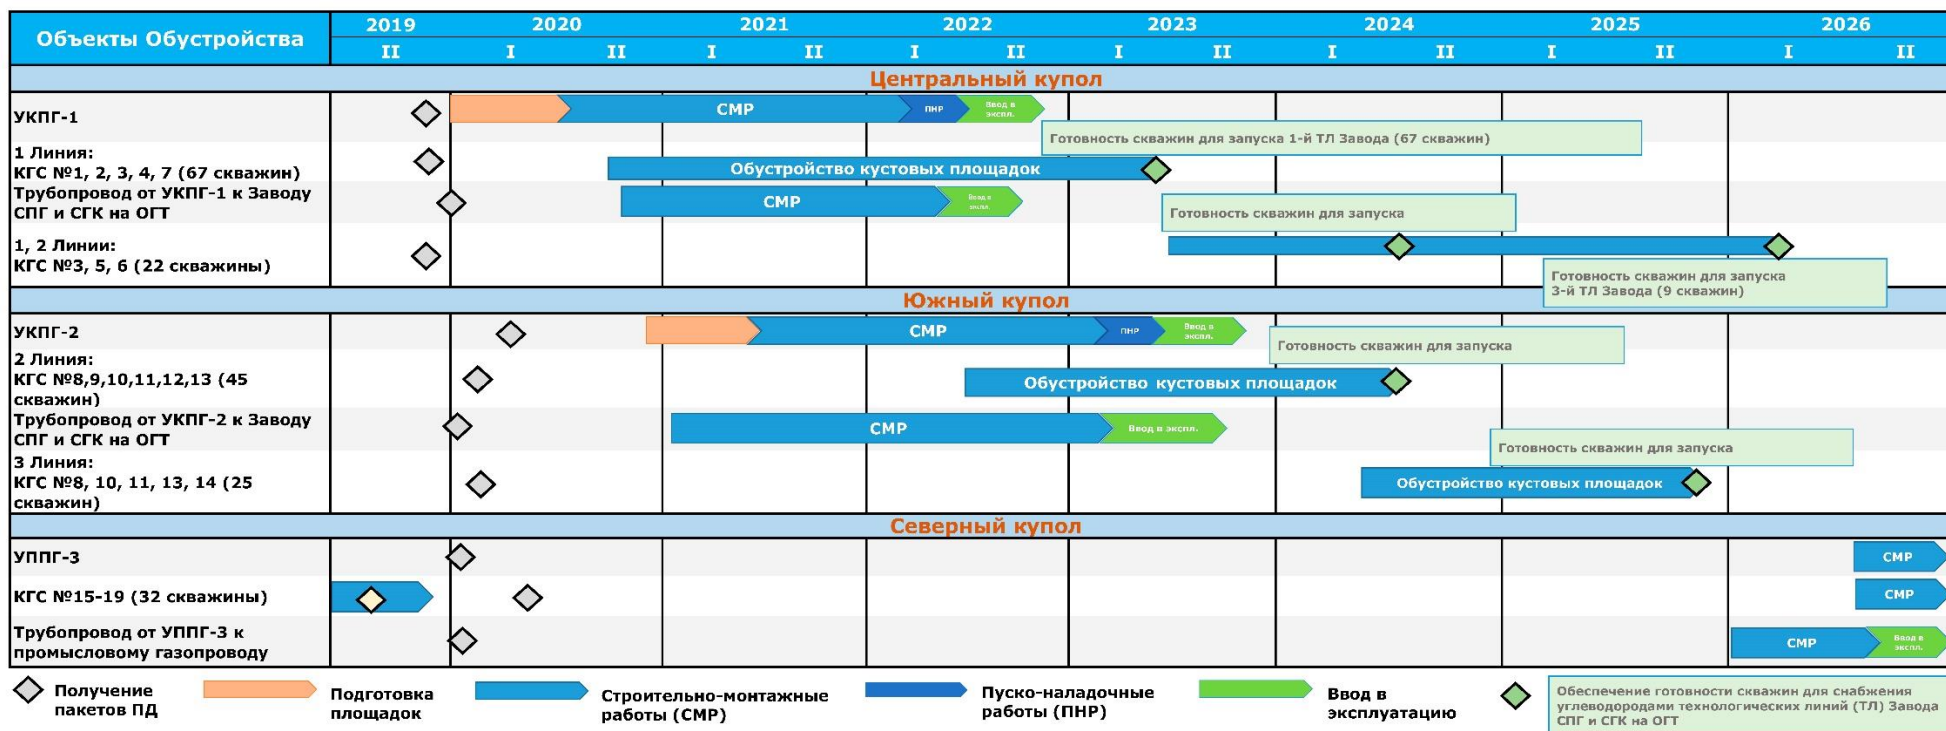 Объекты Обустройства
2019 2020 2021 2022 2023 2024 2025 2026
II I II I II I II I II I II I II I II
Центральный купол
УКПГ-1
СМР ПНР Ввод в
экспл.
Готовность скважин для запуска 1-й ТЛ Завода (67 скважин)
1 Линия:
КГС №1, 2, 3, 4, 7 (67 скважин)
Обустройство кустовых площадок
Трубопровод от УКПГ-1 к Заводу
СПГ и СГК на ОГТ
СМР Ввод в
экспл.
Готовность скважин для запуска
1, 2 Линии:
КГС №3, 5, 6 (22 скважины)
Готовность скважин для запуска
3-й ТЛ Завода (9 скважин)
Южный купол
УКПГ-2
СМР ПНР Ввод в
экспл.
Готовность скважин для запуска
2 Линия:
КГС №8,9,10,11,12,13 (45
скважин)
Обустройство кустовых площадок
Трубопровод от УКПГ-2 к Заводу
СПГ и СГК на ОГТ
СМР Ввод в экспл.
Готовность скважин для запуска
3 Линия:
КГС №8, 10, 11, 13, 14 (25
скважин)
Обустройство кустовых площадок
Северный купол
УППГ-3
СМР
КГС №15-19 (32 скважины)
СМР
Трубопровод от УППГ-3 к
промысловому газопроводу
СМР Ввод в
экспл.
Получение
пакетов ПД
Подготовка
площадок
Строительно-монтажные
работы (СМР)
Пуско-наладочные
работы (ПНР)
Ввод в
эксплуатацию
Обеспечение готовности скважин для снабжения
углеводородами технологических линий (ТЛ) Завода
СПГ и СГК на ОГТ